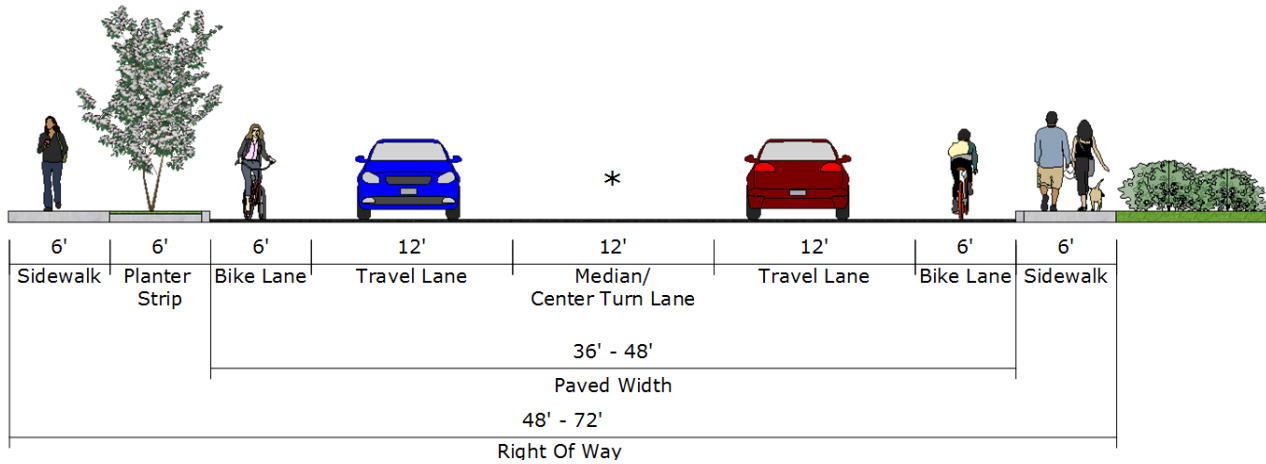 *
6' 6' 6' 12' 12' 12' 6' 6'
Sidewalk Planter Bike Lane Travel Lane Median/ Travel Lane Bike Lane Sidewalk
Strip Center Turn Lane
36' - 48'
Paved Width
48' - 72'
Right Of Way